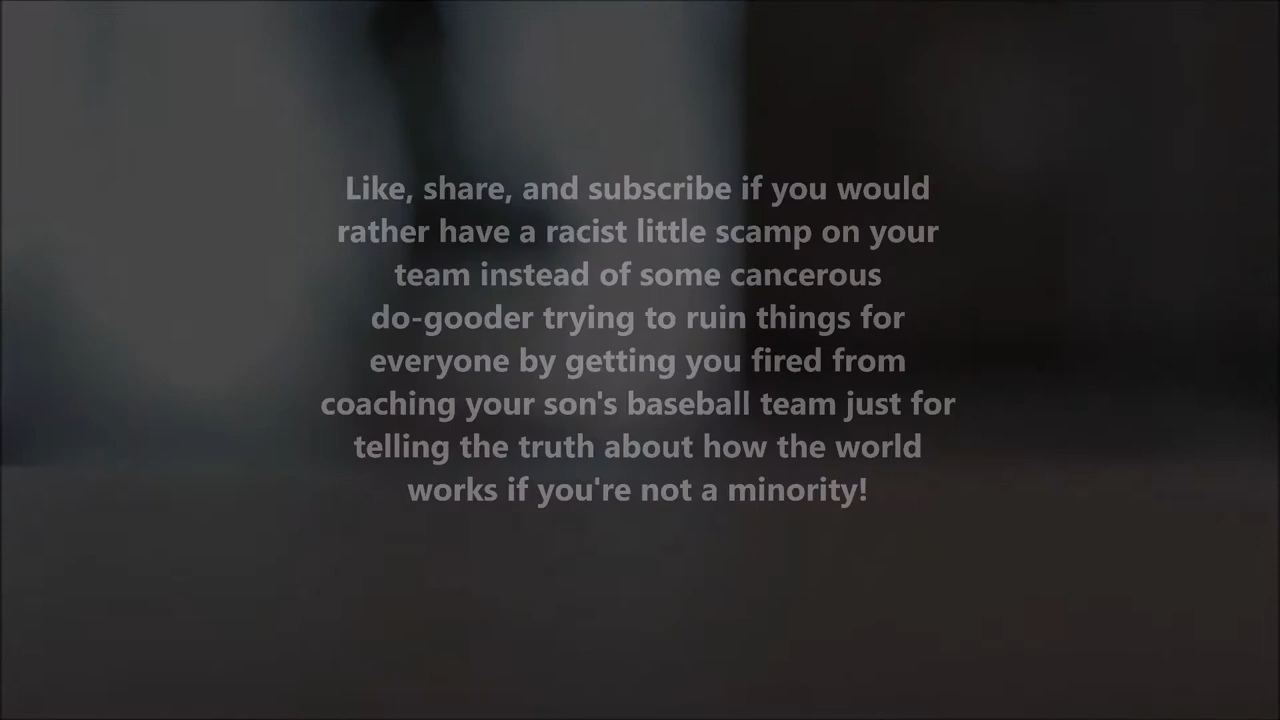 Like, share, and subscribe if you would
rather have a racist little scamp on your
team instead of some cancerous
do-gooder trying to ruin things for
everyone by getting you fired from
coaching your son's baseball team just for
telling the truth about how the world
works if you're not a minority!